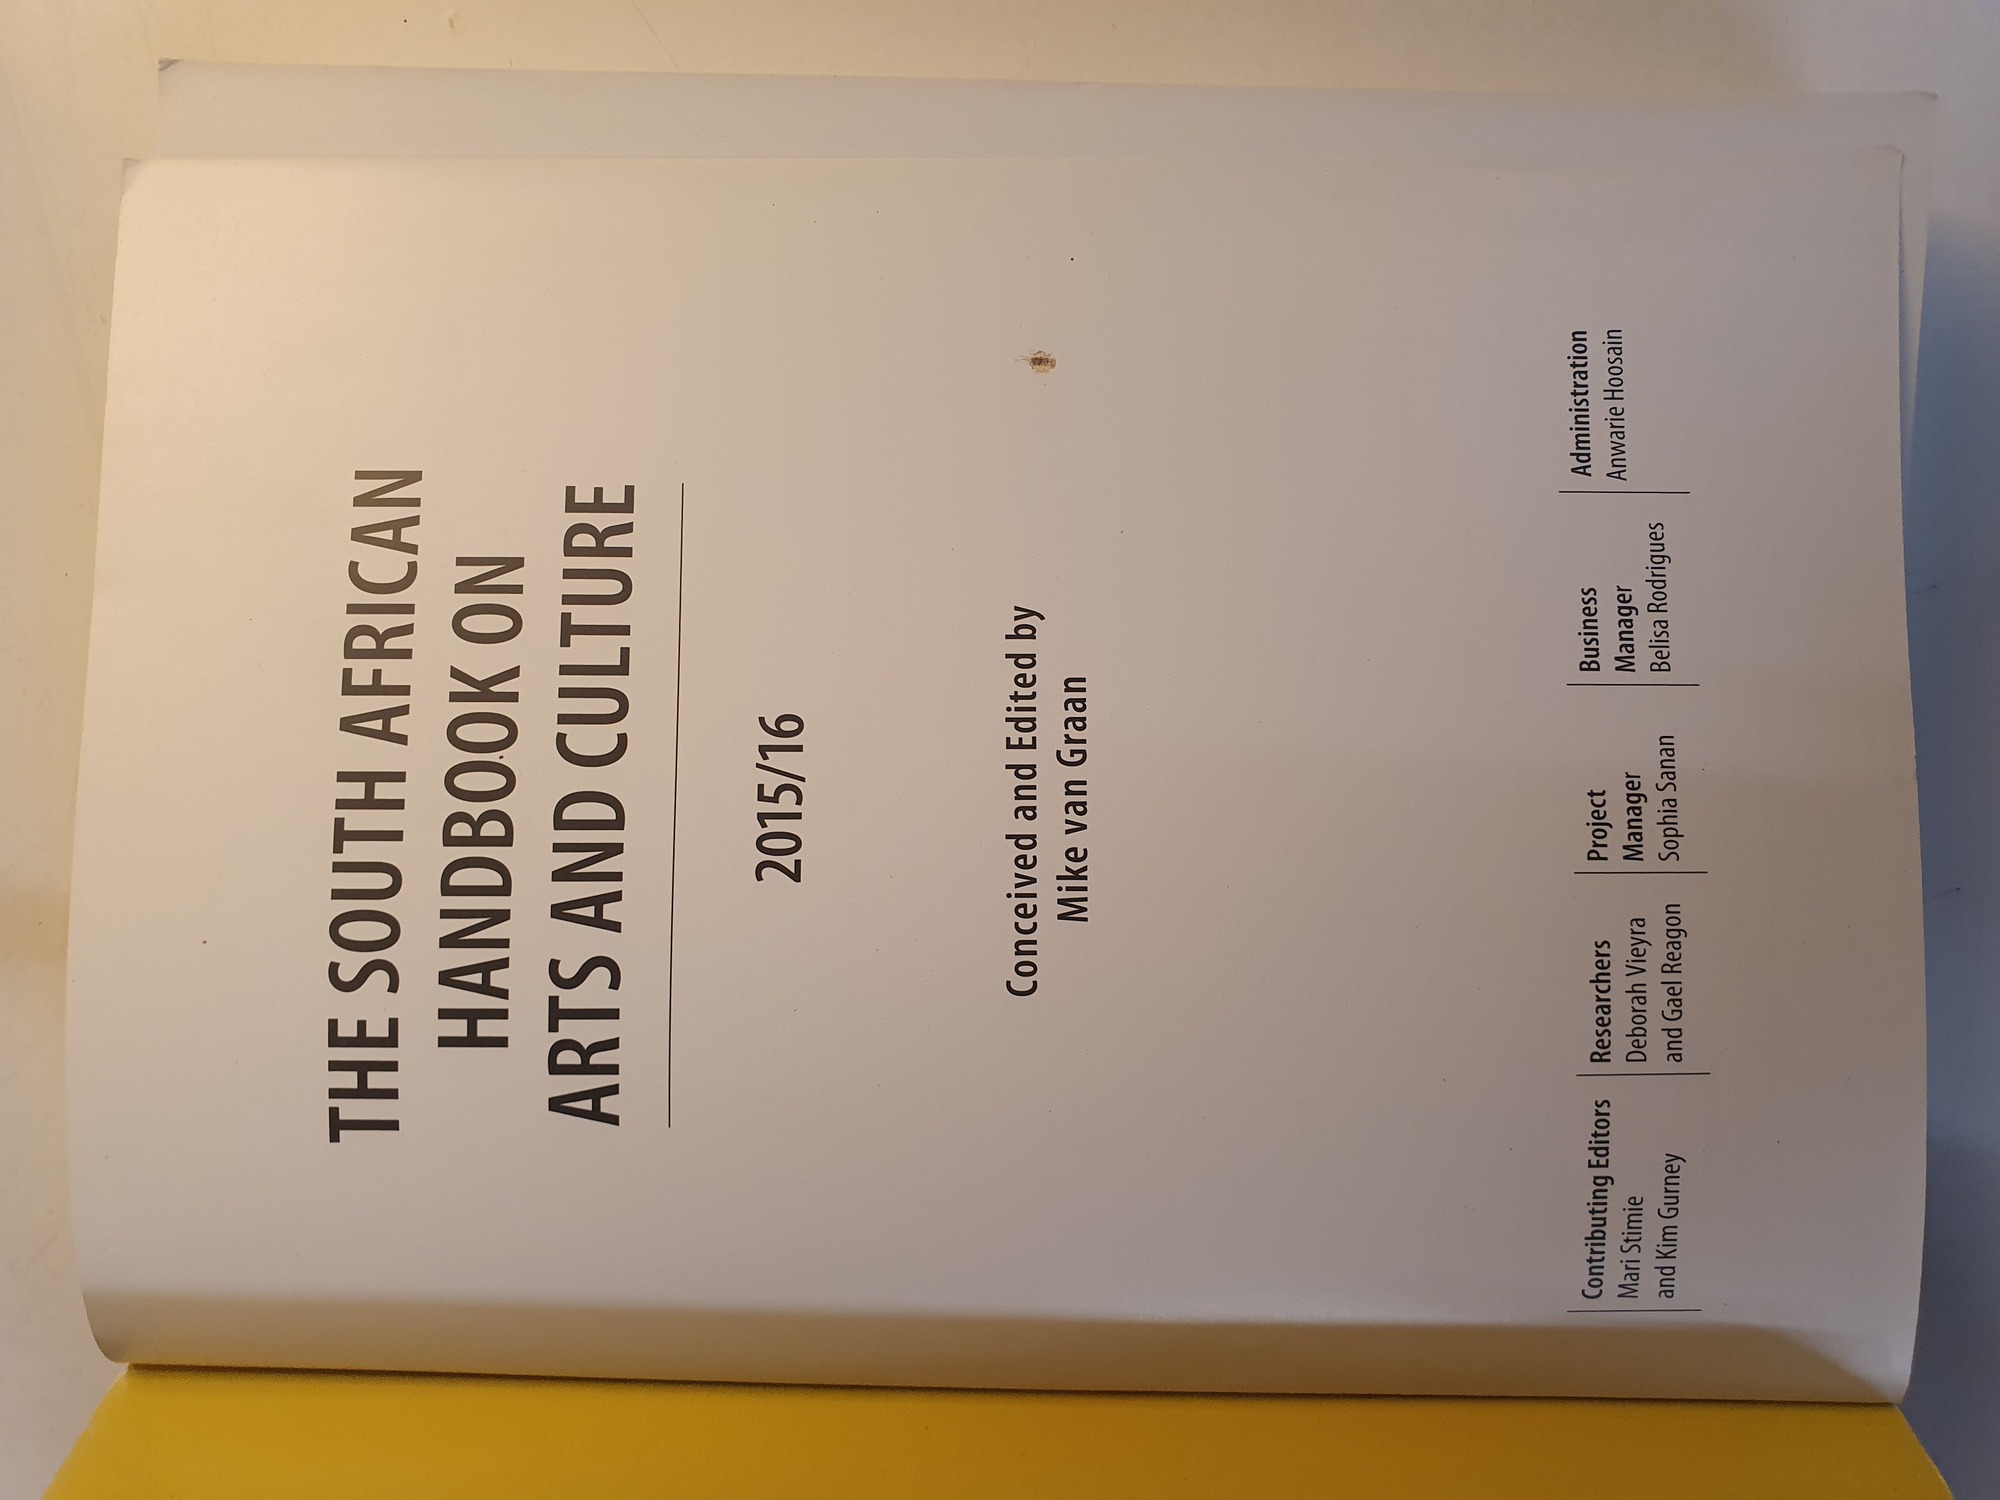 THE SOUTH AFRICAN
HANDBOOK ON
ARTS AND CULTURE
2015/16
Conceived and Edited by
Mike van Graan
Contributing Editors
Mari Stimie
and Kim Gurney
Researchers
Deborah Vieyra
and Gael Reagon
Project
Manager
Sophia Sanan
Business
Manager
Belisa Rodrigues
Administration
Anwarie Hoosain